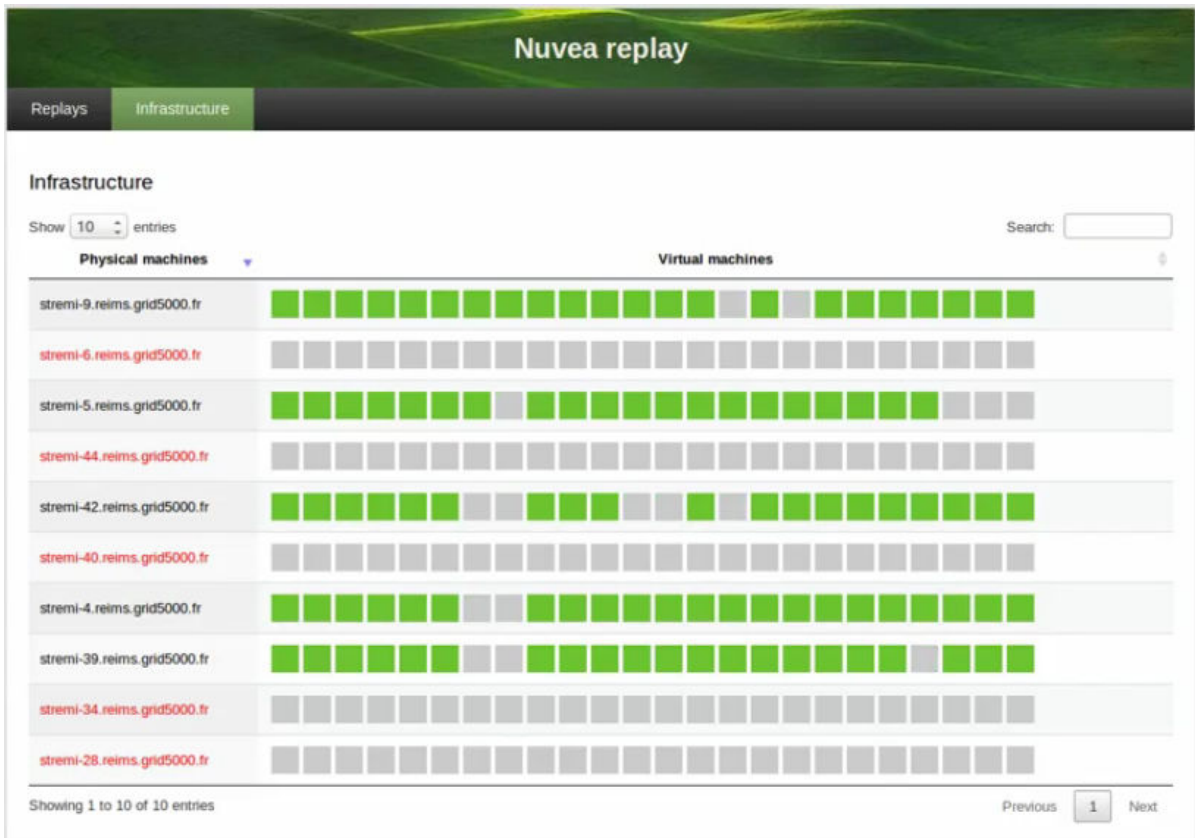 Nuvea replay
Replays Infrastructure
Infrastructure
Show 10 entries Search:
Physical machines Virtual machines
stremi-9.reims.grid5000.fr
stremi-6.reims.grid5000.fr
stremi-5.reims.grid5000.fr
stremi-44.reims.grid5000.fr
stremi-42.reims.grid5000.fr
stremi-40.reims.grid5000.fr
stremi-4.reims.grid5000.fr
stremi-39.reims.grid5000.fr
stremi-34.reims.grid5000.fr
stremi-28.reims.grid5000.fr
Showing 1 to 10 of 10 entries Previous 1 Next